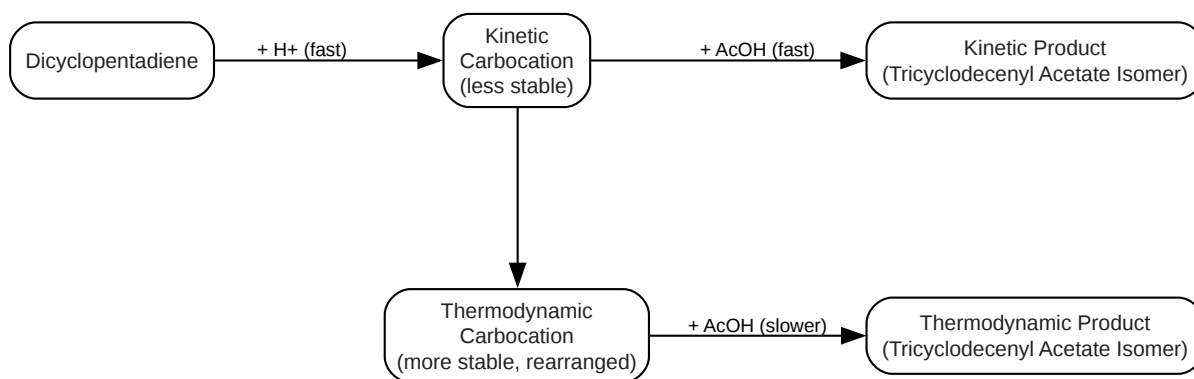 Dicyclopentadiene
+ H+ (fast)
Kinetic
Carbocation
(less stable)
+ AcOH (fast)
Kinetic Product
(Tricyclodecenyl Acetate Isomer)
Thermodynamic
Carbocation
(more stable, rearranged)
+ AcOH (slower)
Thermodynamic Product
(Tricyclodecenyl Acetate Isomer)